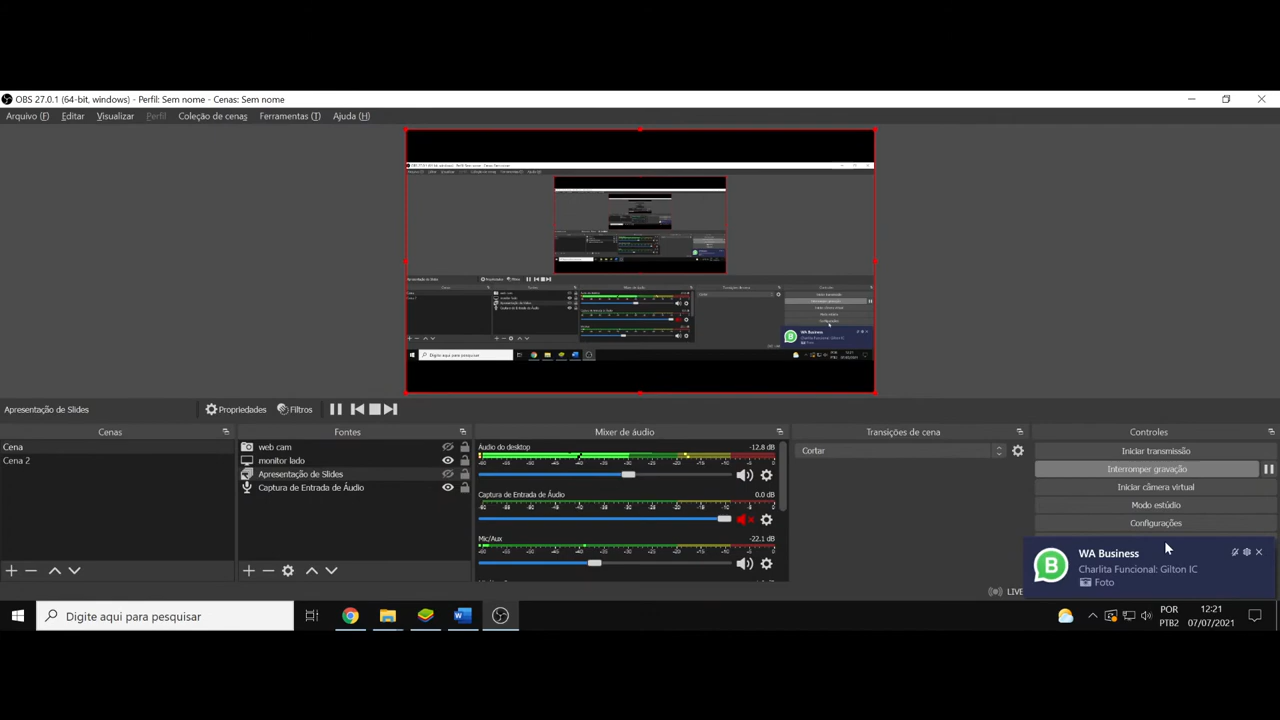 OBS 27.0.1 (64-bit, windows) - Perfil: Sem nome - Cenas: Sem nome
Arquivo (F) Editar Visualizar Perfil Coleção de cenas Ferramentas (T) Ajuda (H)
Apresentação de Slides Propriedades Filtros
Cenas
Cena
Cena 2
Fontes
web cam
monitor lado
Apresentação de Slides
Captura de Entrada de Áudio
Mixer de áudio
Áudio do desktop -12.8 dB
Captura de Entrada de Áudio 0.0 dB
Mic/Aux -22.1 dB
Transições de cena
Cortar
Controles
Iniciar transmissão
Interromper gravação
Iniciar câmera virtual
Modo estúdio
Configurações
WA Business
Charlita Funcional: Gilton IC
Foto
LIVE
Digite aqui para pesquisar
POR
PTB2
12:21
07/07/2021